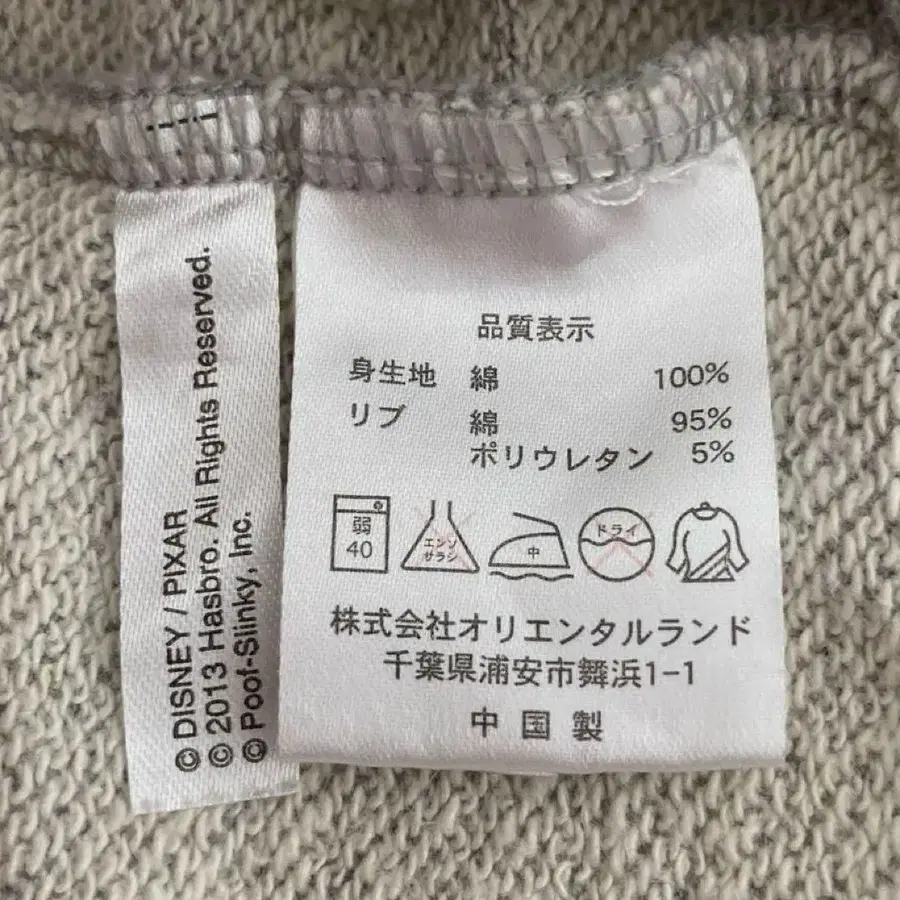 © DISNEY / PIXAR
© 2013 Hasbro. All Rights Reserved.
© Poof-Slinky, Inc.
品質表示
身生地 綿 100%
リブ 綿 95%
ポリウレタン 5%
弱
40
エンソ
サラシ
中
ドライ
株式会社オリエンタルランド
千葉県浦安市舞浜1-1
中国製